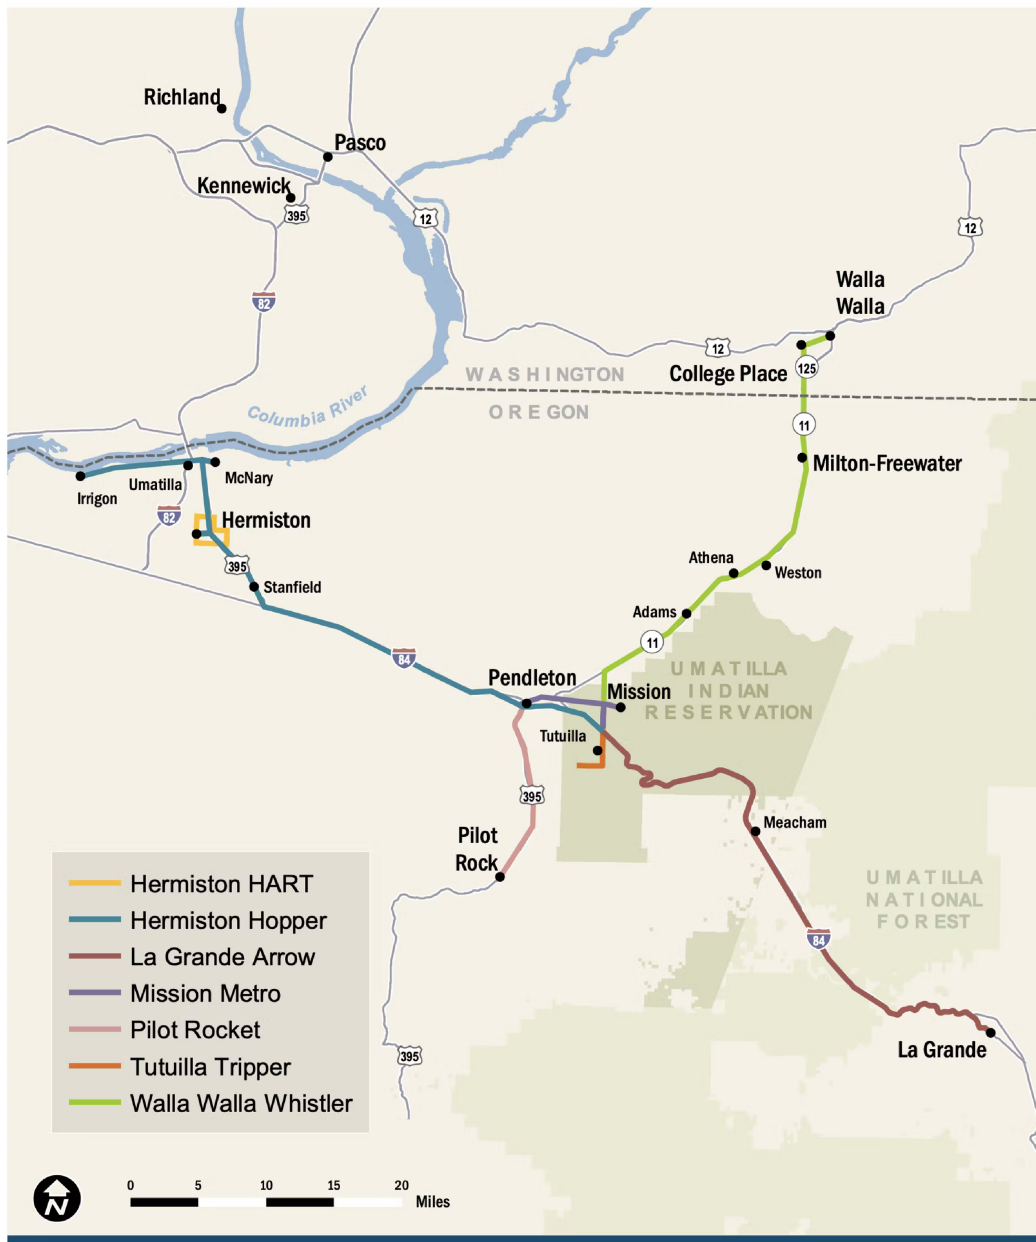 Richland
Pasco
Kennewick
395
12
12
82
Walla
Walla
12
College Place
125
WASHINGTON
OREGON
Columbia River
11
Milton-Freewater
Irrigon
Umatilla
McNary
82
Hermiston
395
Stanfield
Athena
Weston
Adams
11
84
Pendleton
Mission
UMATILLA
INDIAN
RESERVATION
Tutuilla
395
Pilot
Rock
Meacham
UMATILLA
NATIONAL
FOREST
84
La Grande
395
Hermiston HART
Hermiston Hopper
La Grande Arrow
Mission Metro
Pilot Rocket
Tutuilla Tripper
Walla Walla Whistler
N
0 5 10 15 20
Miles